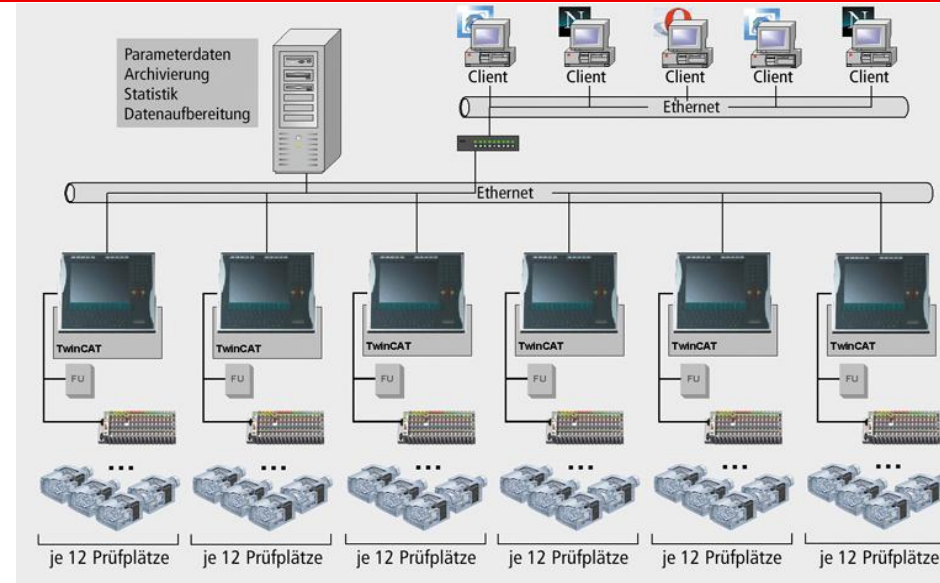 Parameterdaten
Archivierung
Statistik
Datenaufbereitung
Client Client Client Client Client
Ethernet
Ethernet
TwinCAT TwinCAT TwinCAT TwinCAT TwinCAT TwinCAT
FU FU FU FU FU FU
... ... ... ... ... ...
je 12 Prüfplätze je 12 Prüfplätze je 12 Prüfplätze je 12 Prüfplätze je 12 Prüfplätze je 12 Prüfplätze